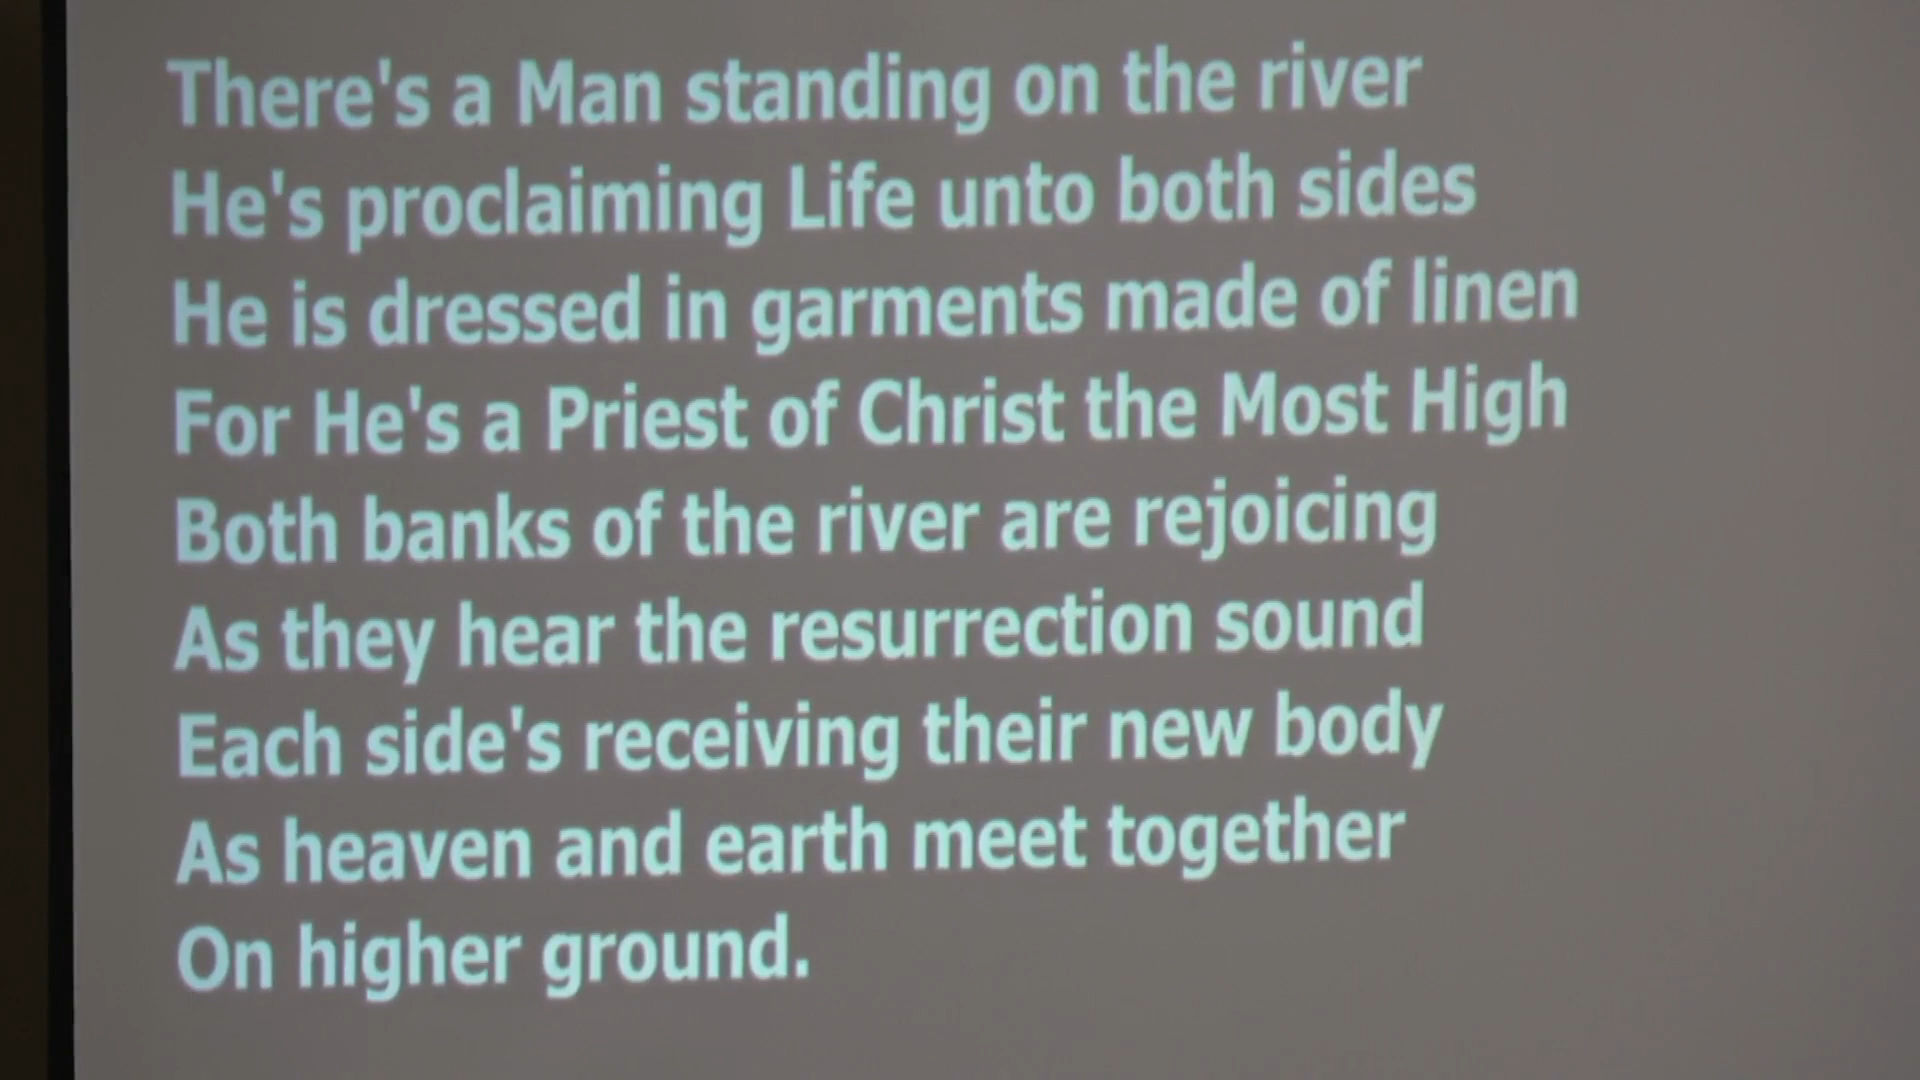 There's a Man standing on the river
He's proclaiming Life unto both sides
He is dressed in garments made of linen
For He's a Priest of Christ the Most High
Both banks of the river are rejoicing
As they hear the resurrection sound
Each side's receiving their new body
As heaven and earth meet together
On higher ground.